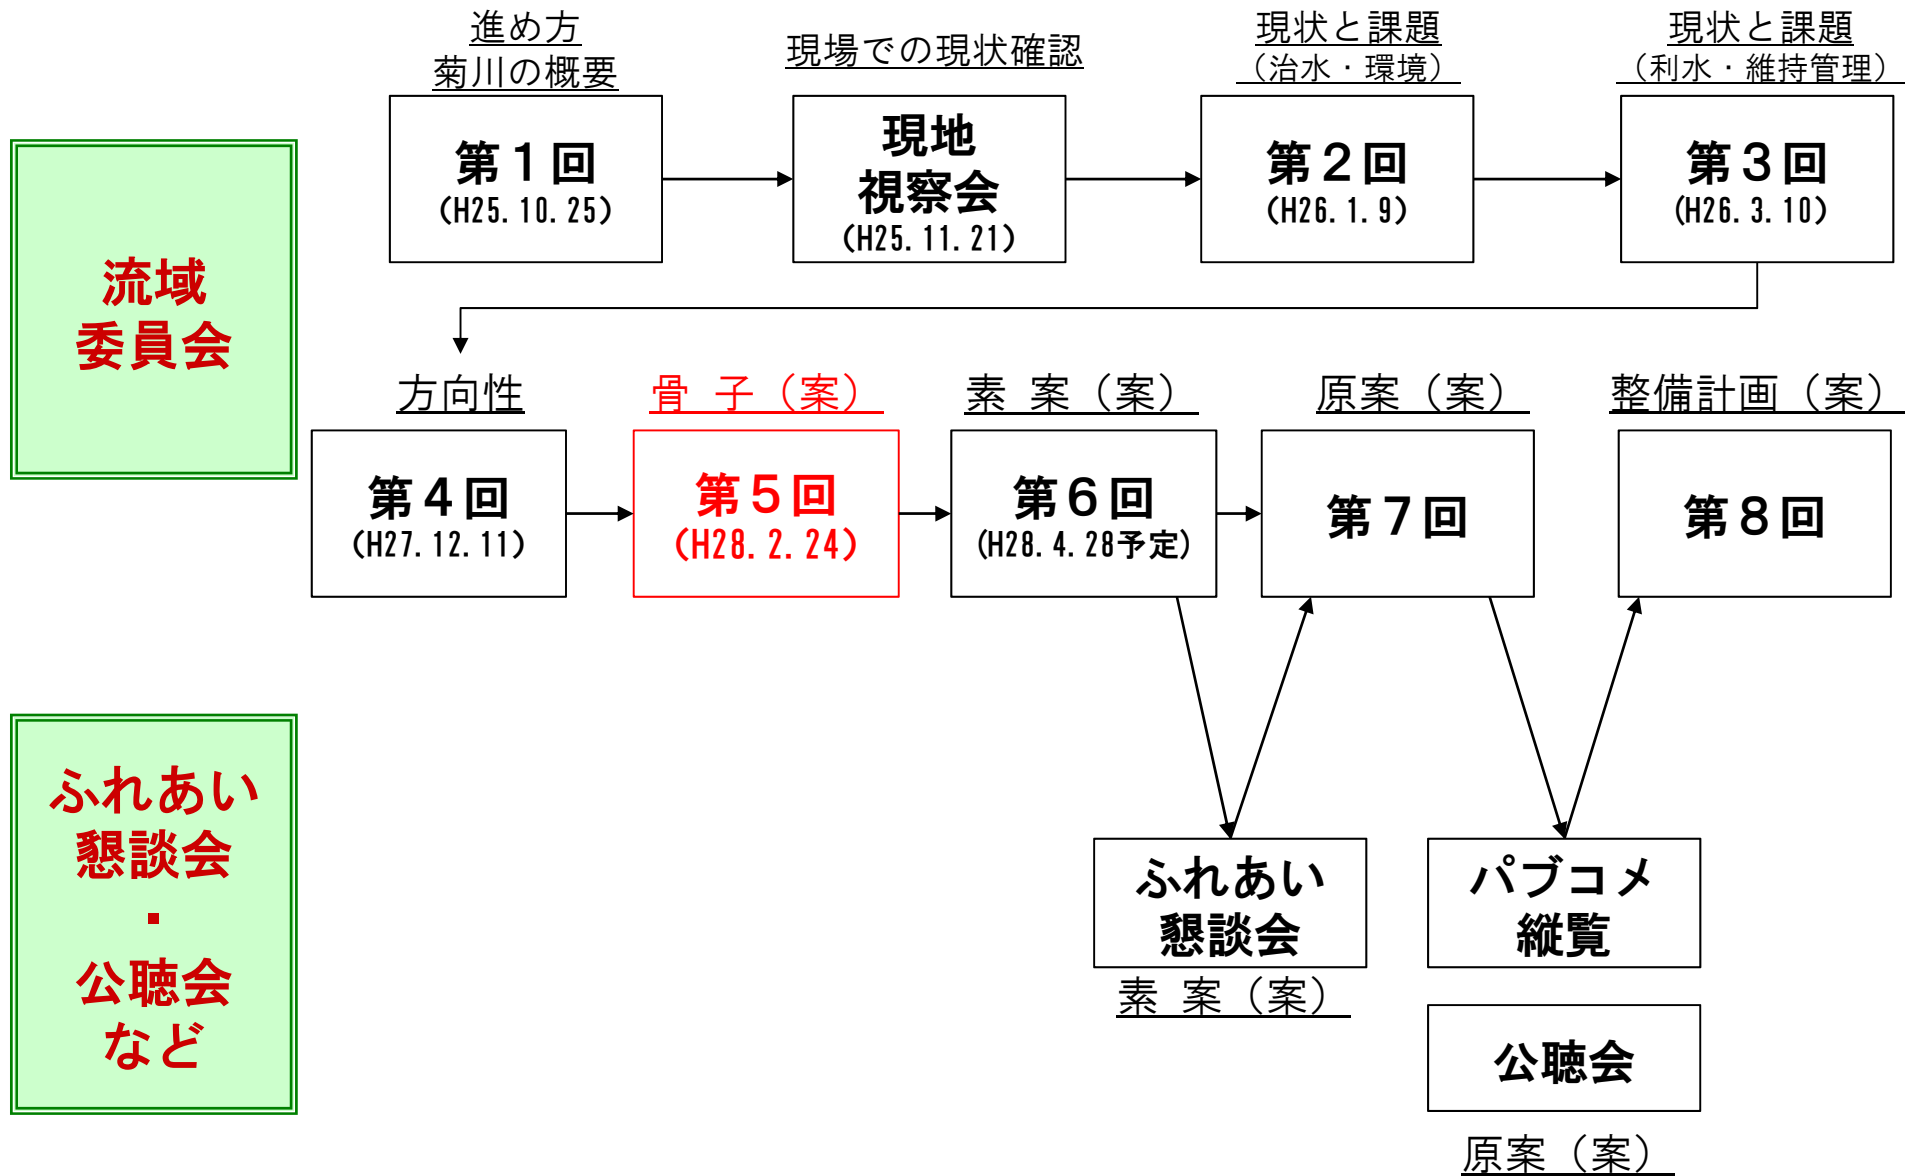 進め方
菊川の概要
現場での現状確認
現状と課題
（治水・環境）
現状と課題
（利水・維持管理）
第１回
(H25.10.25)
現地
視察会
(H25.11.21)
第２回
(H26.1.9)
第３回
(H26.3.10)
流域
委員会
方向性
骨 子（案）
素 案（案）
原案（案）
整備計画（案）
第４回
(H27.12.11)
第５回
(H28.2.24)
第６回
(H28.4.28予定)
第７回
第８回
ふれあい
懇談会
・
公聴会
など
ふれあい
懇談会
素 案（案）
パブコメ
縦覧
公聴会
原案（案）